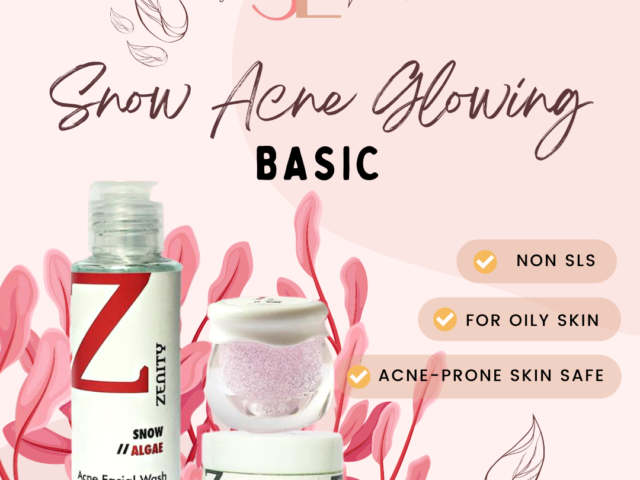 Snow Acne Glowing
BASIC
NON SLS
FOR OILY SKIN
ACNE-PRONE SKIN SAFE
Z
ZENITY
SNOW
// ALGAE
Acne Facial Wash